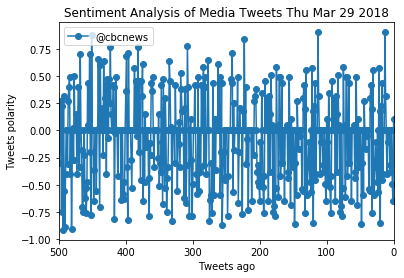 Sentiment Analysis of Media Tweets Thu Mar 29 2018
@cbcnews
Tweets polarity
0.75
0.50
0.25
0.00
−0.25
−0.50
−0.75
−1.00
500 400 300 200 100 0
Tweets ago